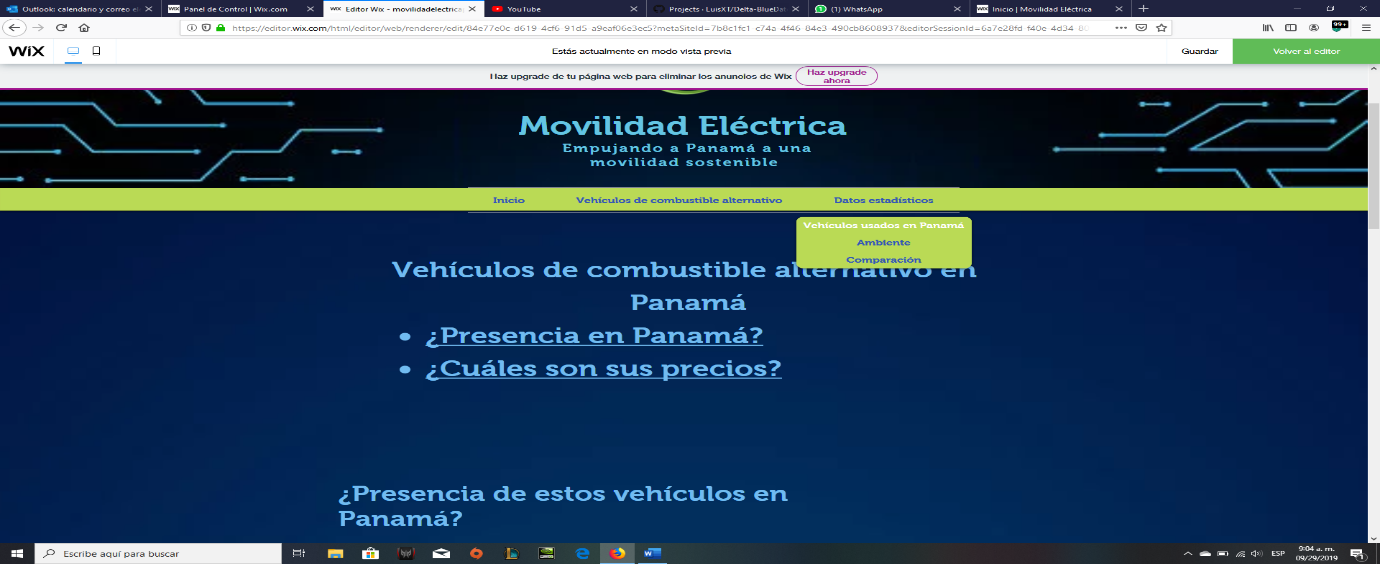 Outlook: calendario y correo el
Panel de Control | Wix.com
Editor Wix - movilidadelectrica
YouTube
Projects · LuisXT/Delta-BlueDat
(1) WhatsApp
Inicio | Movilidad Eléctrica
99+
WiX
Estás actualmente en modo vista previa
Guardar
Volver al editor
Haz upgrade de tu página web para eliminar los anuncios de Wix
Haz upgrade
ahora
Movilidad Eléctrica
Empujando a Panamá a una
movilidad sostenible
Inicio
Vehículos de combustible alternativo
Datos estadísticos
Vehículos usados en Panamá
Ambiente
Comparación
Vehículos de combustible alternativo en
Panamá
• ¿Presencia en Panamá?
• ¿Cuáles son sus precios?
¿Presencia de estos vehículos en
Panamá?
Escribe aquí para buscar
ESP
9:04 a. m.
09/29/2019